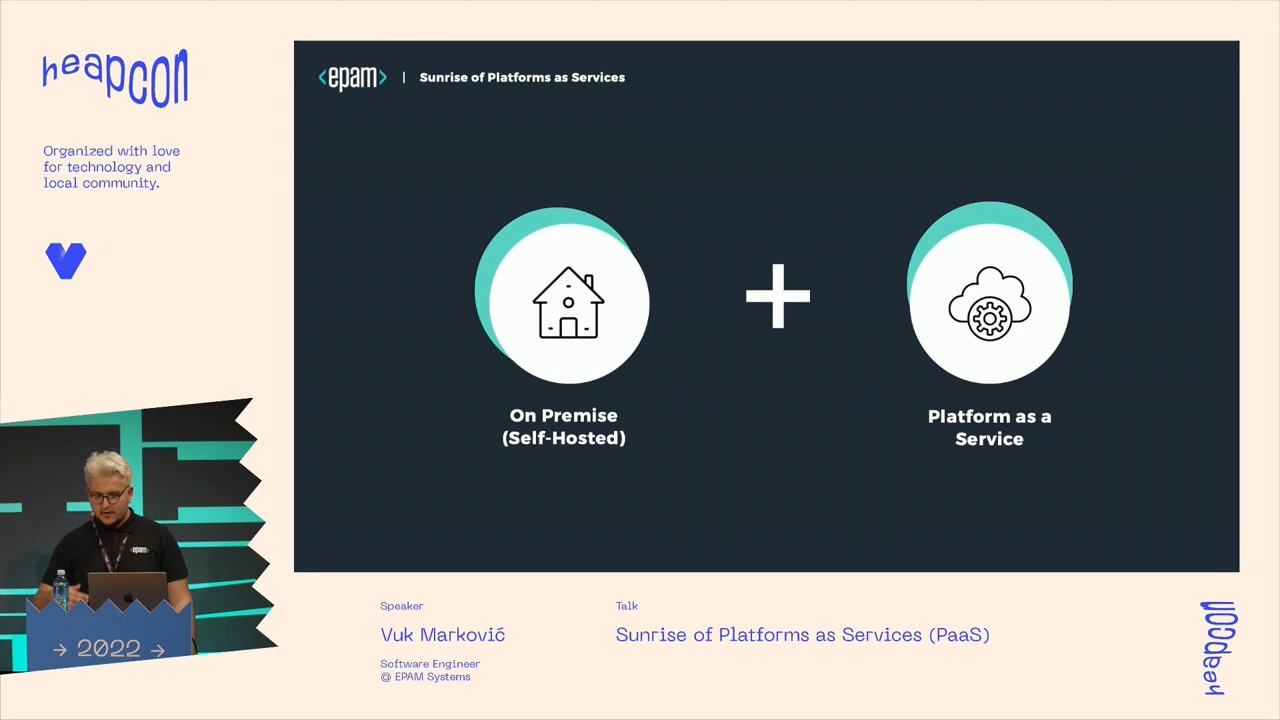 heapcon
Organized with love
for technology and
local community.
<epam> | Sunrise of Platforms as Services
On Premise
(Self-Hosted)
Platform as a
Service
<epam>
→ 2022 →
Speaker
Vuk Marković
Software Engineer
@ EPAM Systems
Talk
Sunrise of Platforms as Services (PaaS)
heapcon